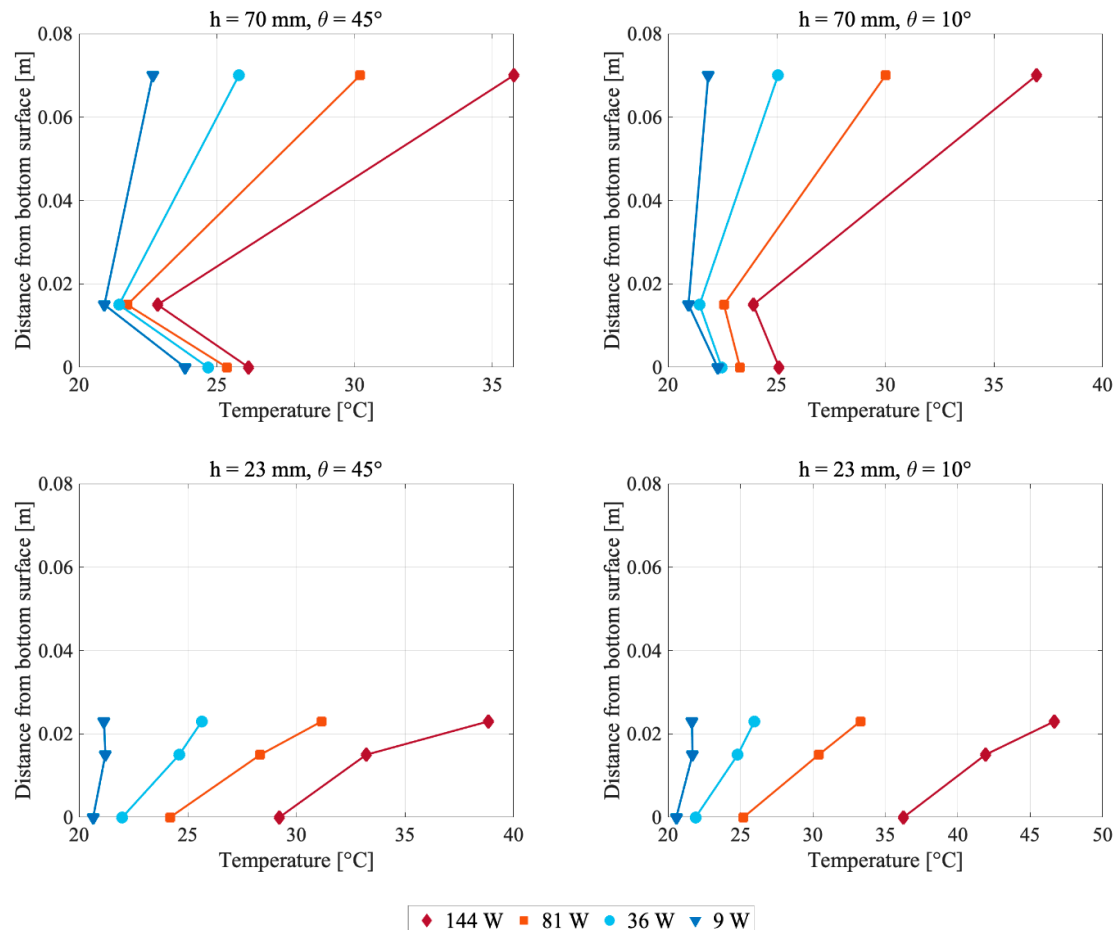 h = 70 mm, θ = 45°
0.08
0.06
0.04
0.02
0
Distance from bottom surface [m]
20 25 30 35
Temperature [°C]
h = 70 mm, θ = 10°
0.08
0.06
0.04
0.02
0
Distance from bottom surface [m]
20 25 30 35 40
Temperature [°C]
h = 23 mm, θ = 45°
0.08
0.06
0.04
0.02
0
Distance from bottom surface [m]
20 25 30 35 40
Temperature [°C]
h = 23 mm, θ = 10°
0.08
0.06
0.04
0.02
0
Distance from bottom surface [m]
20 25 30 35 40 45 50
Temperature [°C]
144 W 81 W 36 W 9 W